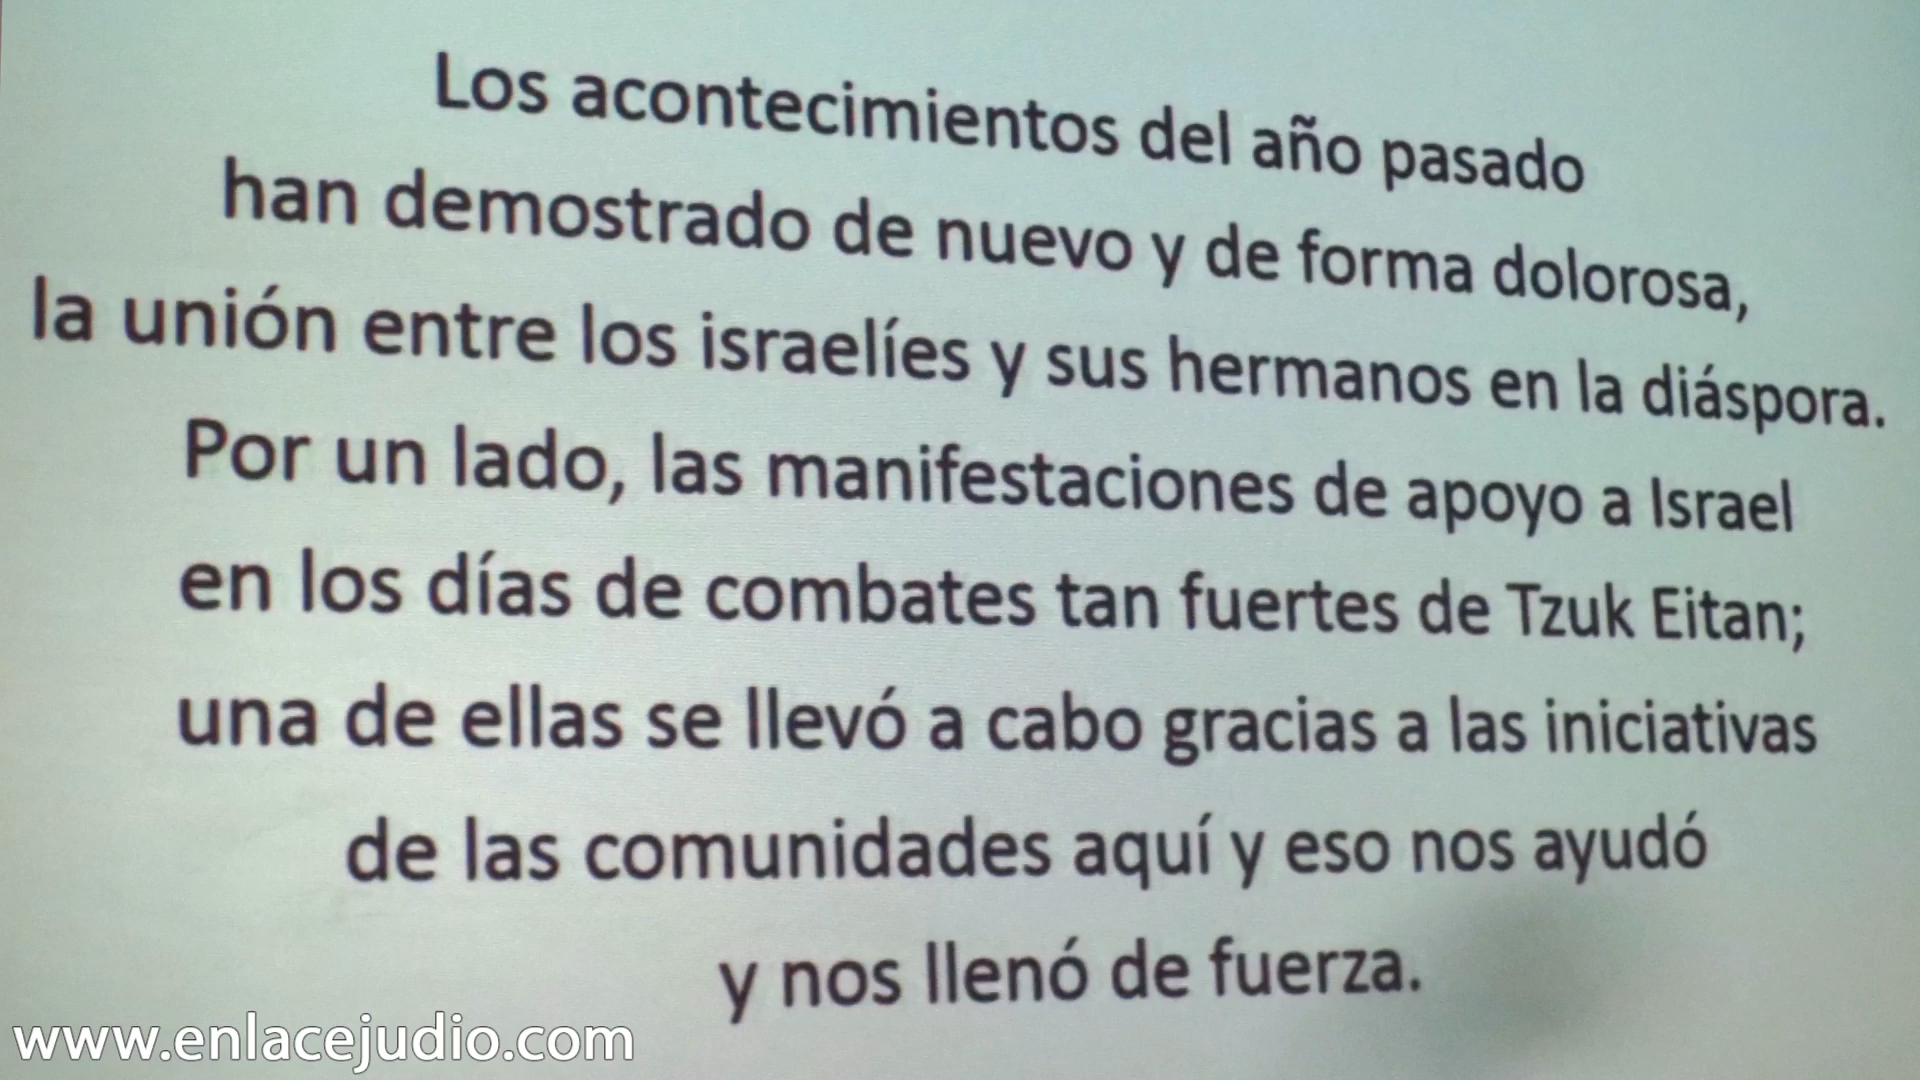 Los acontecimientos del año pasado
han demostrado de nuevo y de forma dolorosa,
la unión entre los israelíes y sus hermanos en la diáspora.
Por un lado, las manifestaciones de apoyo a Israel
en los días de combates tan fuertes de Tzuk Eitan;
una de ellas se llevó a cabo gracias a las iniciativas
de las comunidades aquí y eso nos ayudó
y nos llenó de fuerza.
www.enlacejudio.com